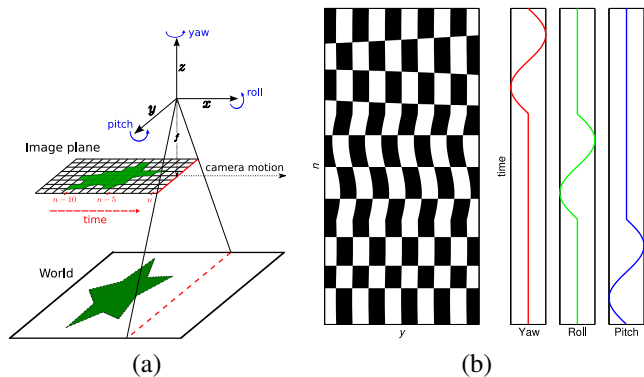 yaw
z
y
x
roll
pitch
f
Image plane
camera motion
n − 10
n − 5
n
time
World
(a)
n
y
time
Yaw
Roll
Pitch
(b)